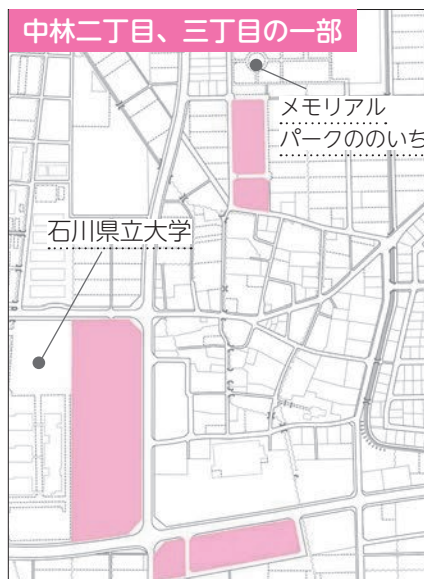 中林二丁目、三丁目の一部
メモリアル
パークののいち
石川県立大学